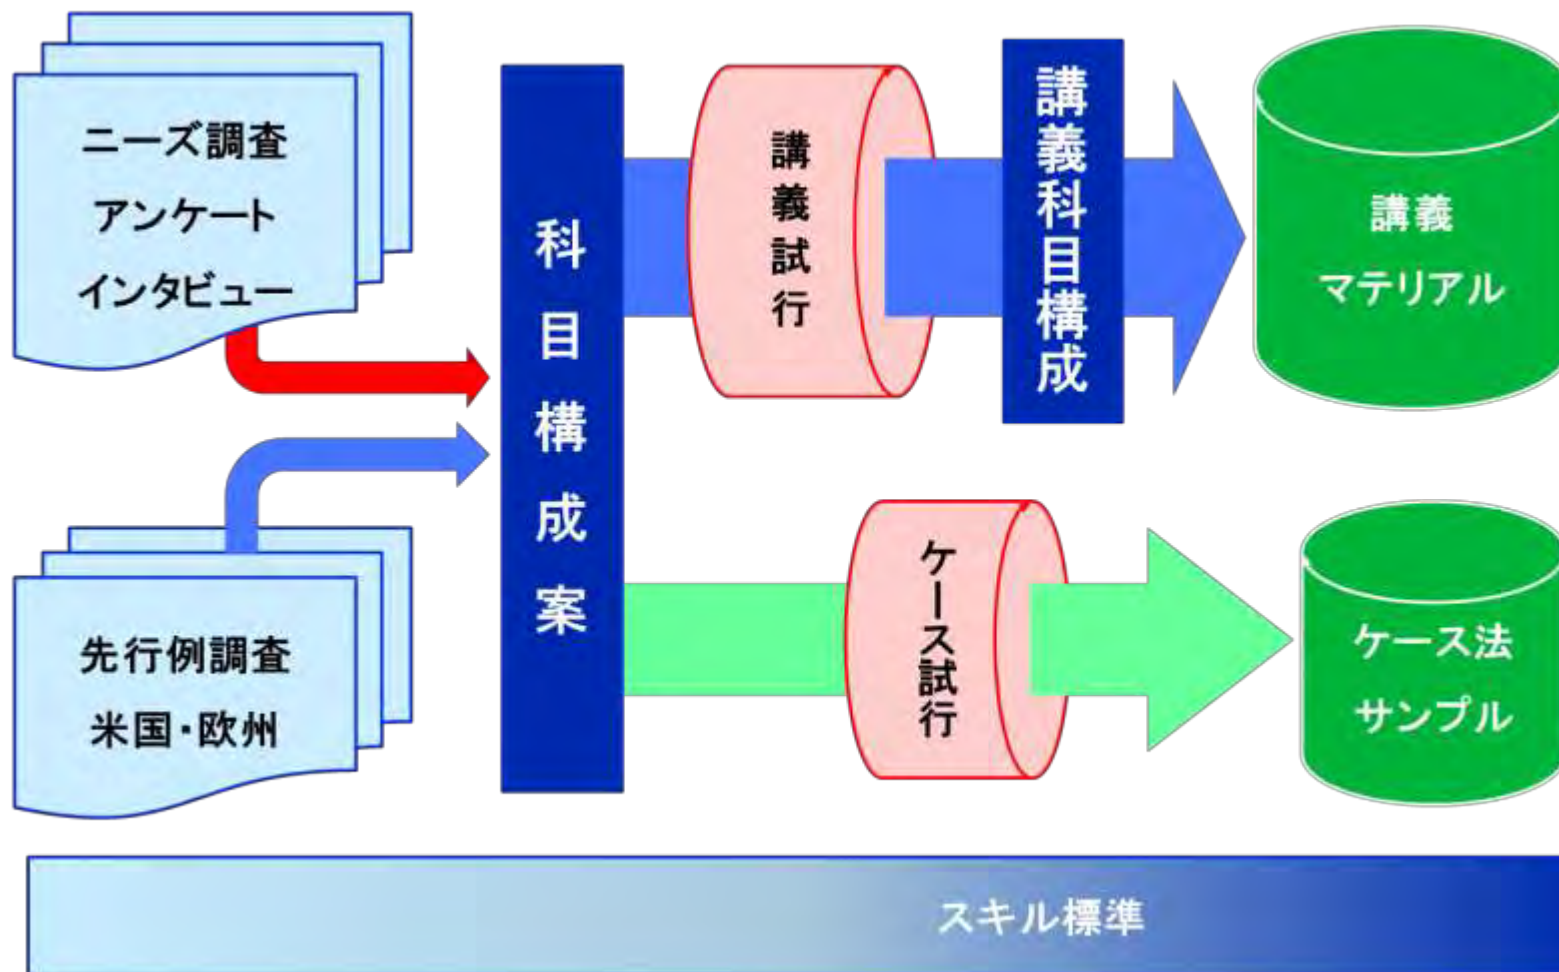 ニーズ調査
アンケート
インタビュー
先行例調査
米国・欧州
科目構成案
講義試行
講義科目構成
講義
マテリアル
ケース試行
ケース法
サンプル
スキル標準